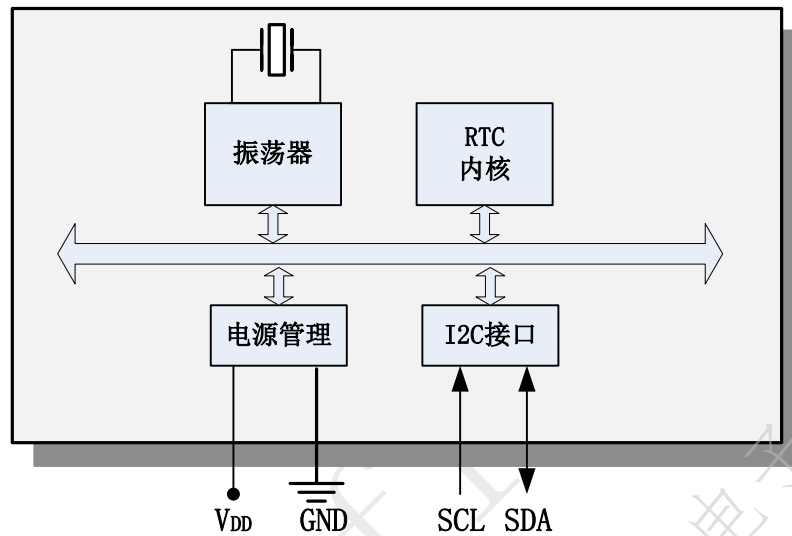 振荡器
RTC
内核
电源管理
I2C接口
VDD GND SCL SDA